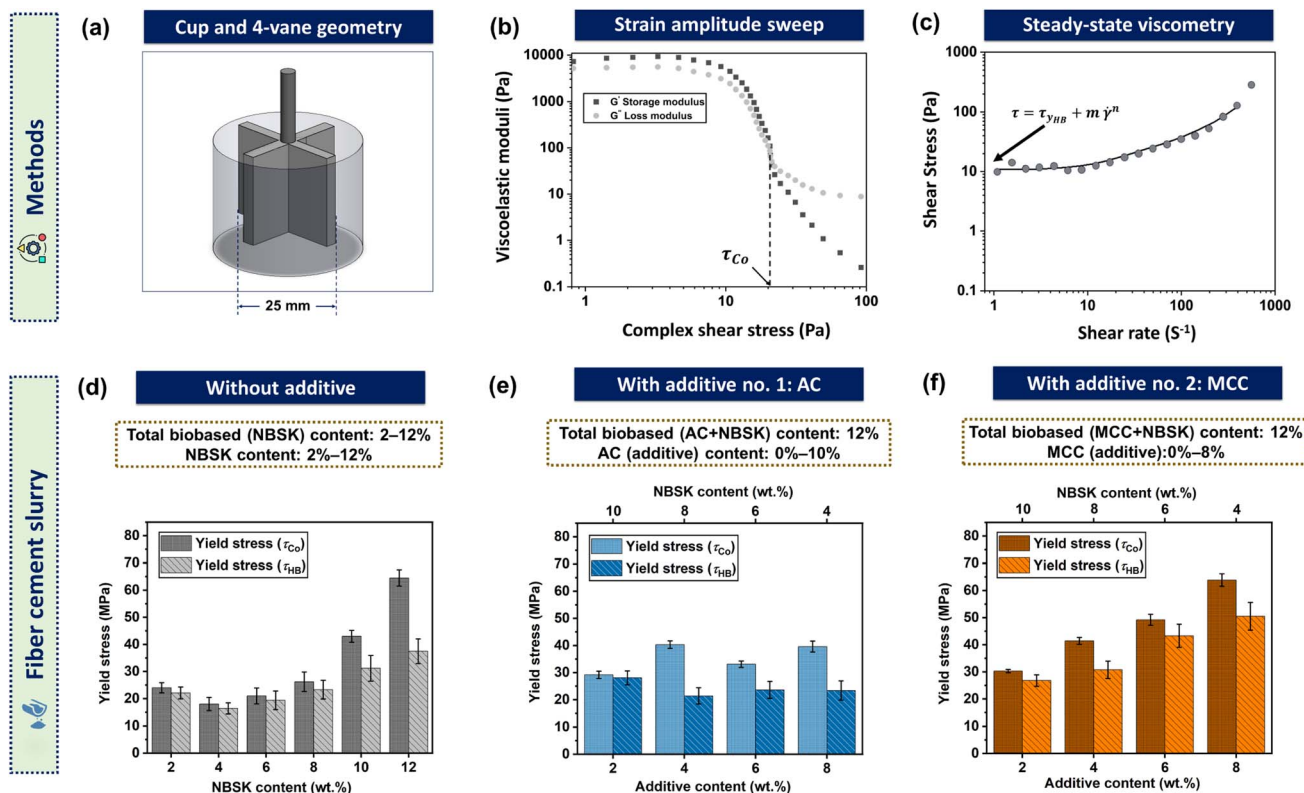 Methods
(a)
Cup and 4-vane geometry
25 mm
(b)
Strain amplitude sweep
Viscoelastic moduli (Pa)
10000
1000
100
10
1
0.1
G' Storage modulus
G'' Loss modulus
τCo
1
10
100
Complex shear stress (Pa)
(c)
Steady-state viscometry
Shear Stress (Pa)
1000
100
10
1
0.1
τ = τyHB + m γ̇ⁿ
1
10
100
1000
Shear rate (S⁻¹)
Fiber cement slurry
(d)
Without additive
Total biobased (NBSK) content: 2–12%
NBSK content: 2%–12%
Yield stress (MPa)
80
70
60
50
40
30
20
10
0
Yield stress (τCo)
Yield stress (τHB)
2
4
6
8
10
12
NBSK content (wt.%)
(e)
With additive no. 1: AC
Total biobased (AC+NBSK) content: 12%
AC (additive) content: 0%–10%
NBSK content (wt.%)
10
8
6
4
Yield stress (MPa)
80
70
60
50
40
30
20
10
0
Yield stress (τCo)
Yield stress (τHB)
2
4
6
8
Additive content (wt.%)
(f)
With additive no. 2: MCC
Total biobased (MCC+NBSK) content: 12%
MCC (additive):0%–8%
NBSK content (wt.%)
10
8
6
4
Yield stress (MPa)
80
70
60
50
40
30
20
10
0
Yield stress (τCo)
Yield stress (τHB)
2
4
6
8
Additive content (wt.%)